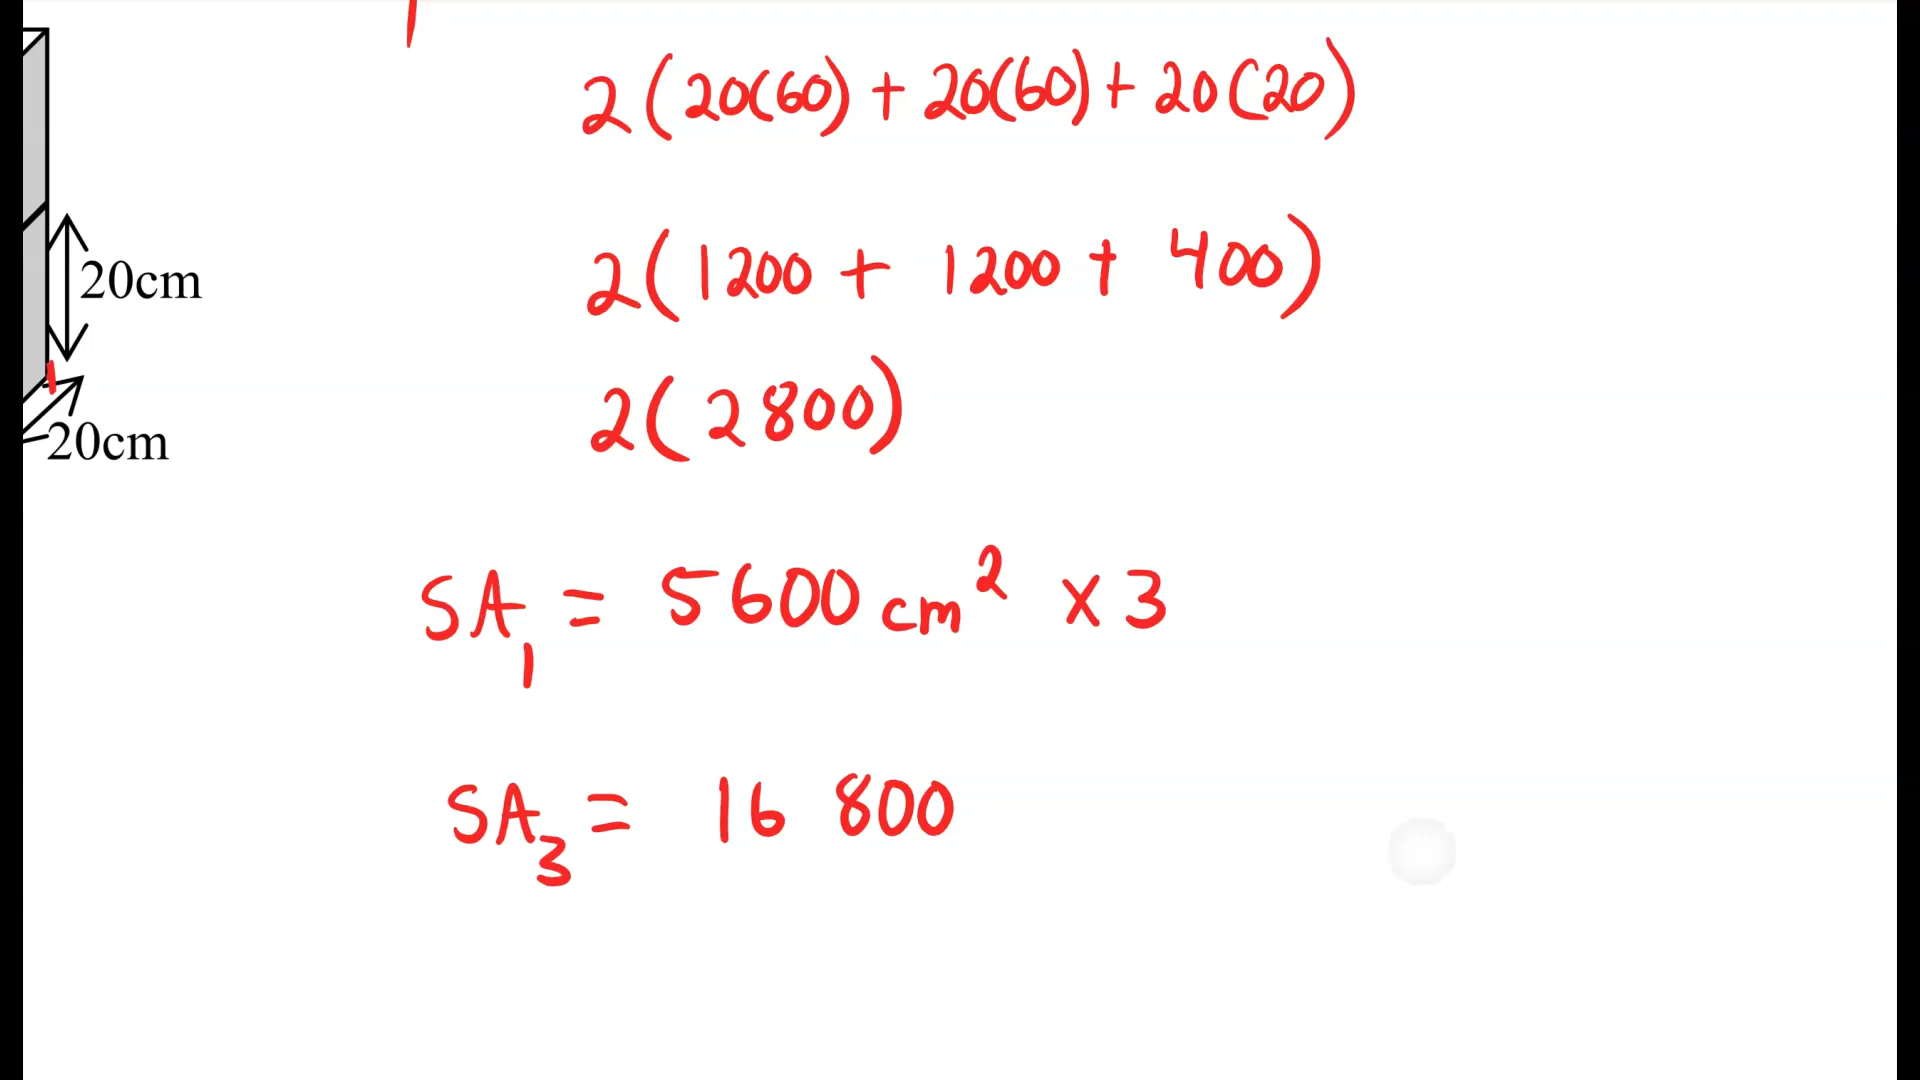 2(20(60) + 20(60) + 20(20)
2(1200 + 1200 + 400)
20cm
2(2800)
20cm
SA₁ = 5600 cm² × 3
SA₃ = 16 800